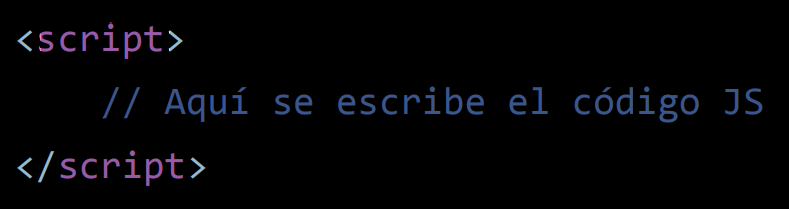 <script>
// Aquí se escribe el código JS
</script>